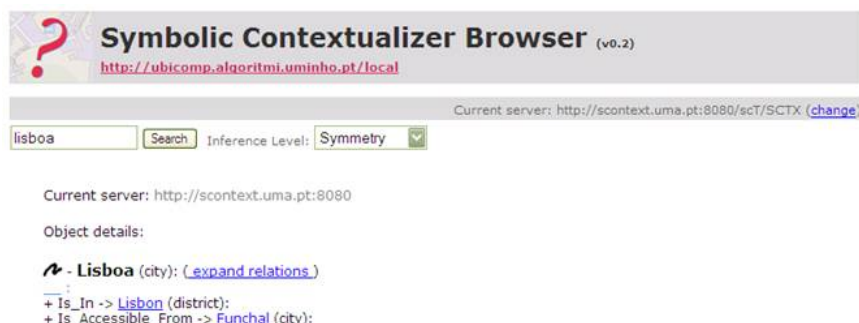 Symbolic Contextualizer Browser (v0.2)
http://ubicomp.algoritmi.uminho.pt/local
Current server: http://scontext.uma.pt:8080/scT/SCTX (change)
lisboa Search Inference Level: Symmetry
Current server: http://scontext.uma.pt:8080
Object details:
- Lisboa (city): ( expand relations )
:
+ Is_In -> Lisbon (district):
+ Is_Accessible_From -> Funchal (city):